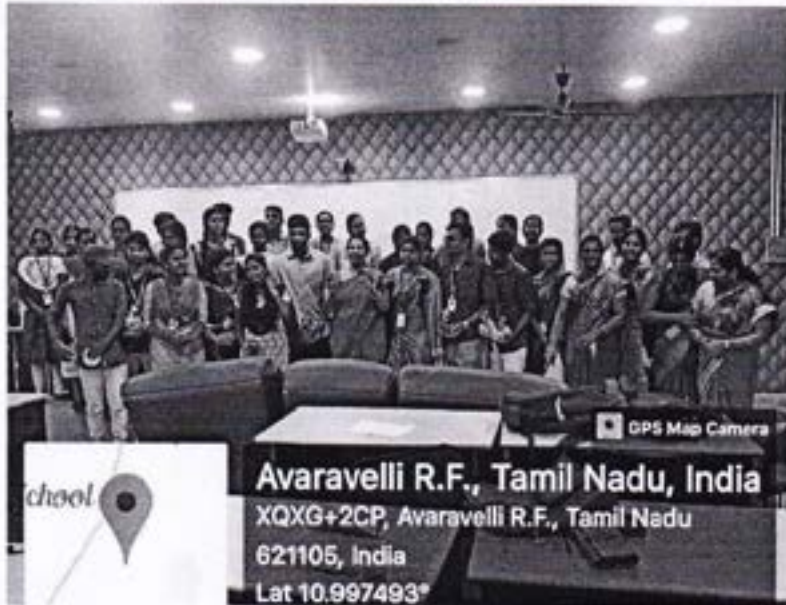 GPS Map Camera
chool
Avaravelli R.F., Tamil Nadu, India
XQXG+2CP, Avaravelli R.F., Tamil Nadu
621105, India
Lat 10.997493°